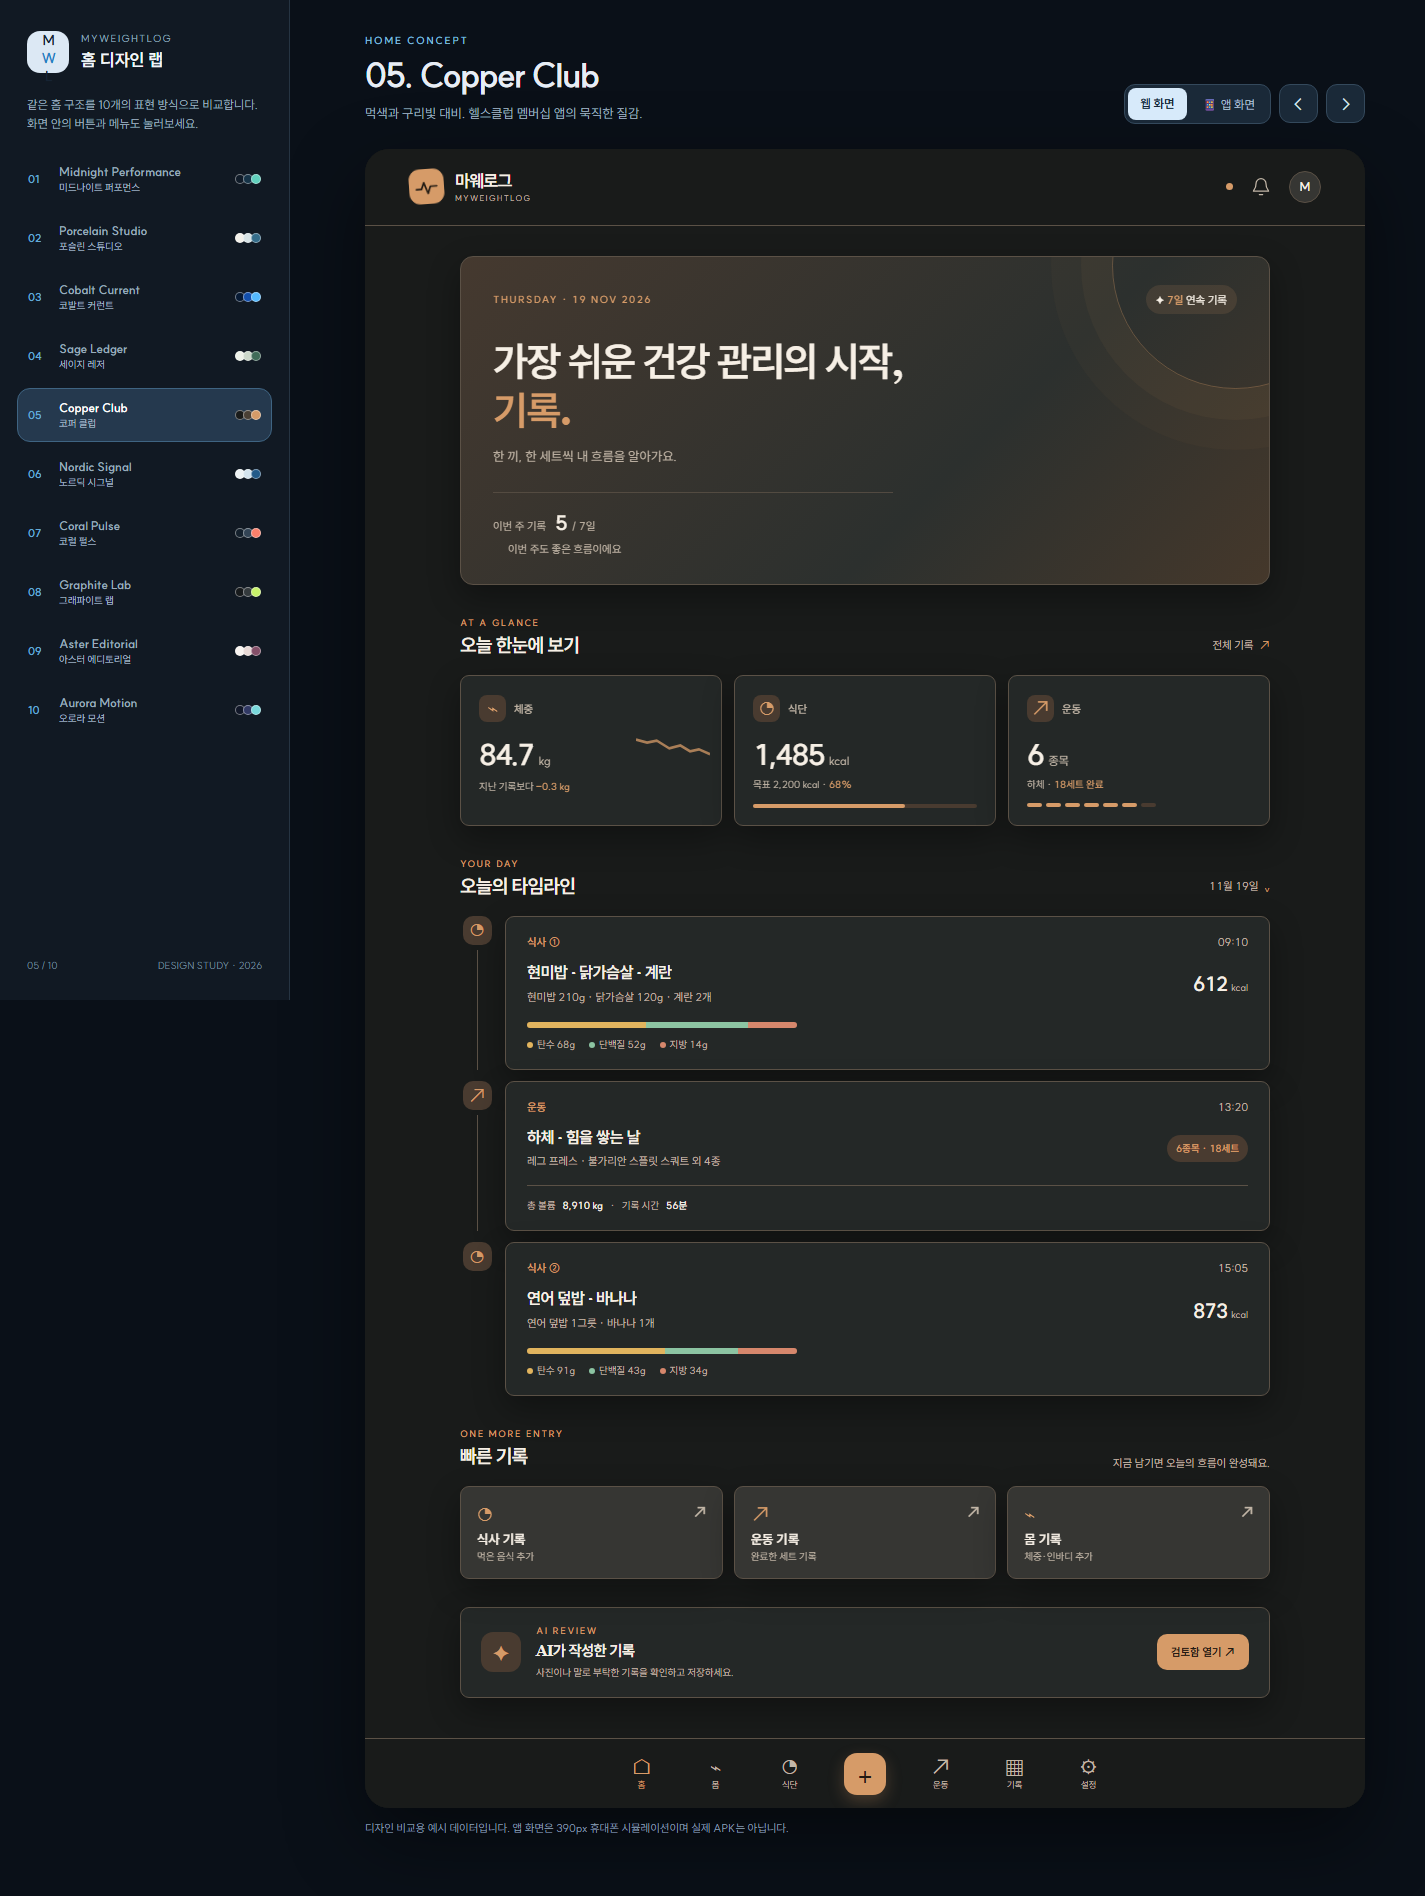 M
W
L
MYWEIGHTLOG
홈 디자인 랩
같은 홈 구조를 10개의 표현 방식으로 비교합니다.
화면 안의 버튼과 메뉴도 눌러보세요.
01 Midnight Performance
미드나이트 퍼포먼스
02 Porcelain Studio
포슬린 스튜디오
03 Cobalt Current
코발트 커런트
04 Sage Ledger
세이지 레저
05 Copper Club
코퍼 클럽
06 Nordic Signal
노르딕 시그널
07 Coral Pulse
코럴 펄스
08 Graphite Lab
그래파이트 랩
09 Aster Editorial
아스터 에디토리얼
10 Aurora Motion
오로라 모션
05 / 10 DESIGN STUDY · 2026
HOME CONCEPT
05. Copper Club
먹색과 구리빛 대비. 헬스클럽 멤버십 앱의 묵직한 질감.
웹 화면 앱 화면
마웨로그
MYWEIGHTLOG
M
THURSDAY · 19 NOV 2026
✦ 7일 연속 기록
가장 쉬운 건강 관리의 시작,
기록.
한 끼, 한 세트씩 내 흐름을 알아가요.
이번 주 기록 5 / 7일
이번 주도 좋은 흐름이에요
AT A GLANCE
오늘 한눈에 보기
전체 기록 ↗
체중
84.7 kg
지난 기록보다 −0.3 kg
식단
1,485 kcal
목표 2,200 kcal · 68%
운동
6 종목
하체 · 18세트 완료
YOUR DAY
오늘의 타임라인
11월 19일 ˅
식사 ① 09:10
현미밥 · 닭가슴살 · 계란
현미밥 210g · 닭가슴살 120g · 계란 2개
612 kcal
탄수 68g 단백질 52g 지방 14g
운동 13:20
하체 · 힘을 쌓는 날
레그 프레스 · 불가리안 스플릿 스쿼트 외 4종
6종목 · 18세트
총 볼륨 8,910 kg · 기록 시간 56분
식사 ② 15:05
연어 덮밥 · 바나나
연어 덮밥 1그릇 · 바나나 1개
873 kcal
탄수 91g 단백질 43g 지방 34g
ONE MORE ENTRY
빠른 기록
지금 남기면 오늘의 흐름이 완성돼요.
식사 기록
먹은 음식 추가
운동 기록
완료한 세트 기록
몸 기록
체중·인바디 추가
AI REVIEW
AI가 작성한 기록
사진이나 말로 부탁한 기록을 확인하고 저장하세요.
검토함 열기 ↗
홈 몸 식단 + 운동 기록 설정
디자인 비교용 예시 데이터입니다. 앱 화면은 390px 휴대폰 시뮬레이션이며 실제 APK는 아닙니다.